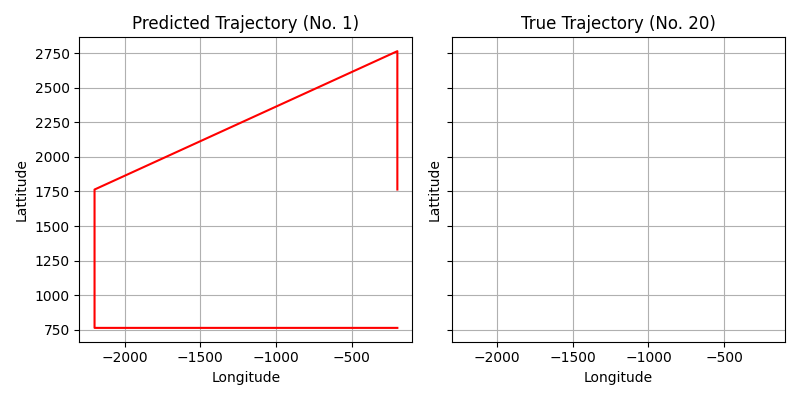 Predicted Trajectory (No. 1)
True Trajectory (No. 20)
Lattitude
2750
2500
2250
2000
1750
1500
1250
1000
750
−2000 −1500 −1000 −500
Longitude
Lattitude
−2000 −1500 −1000 −500
Longitude